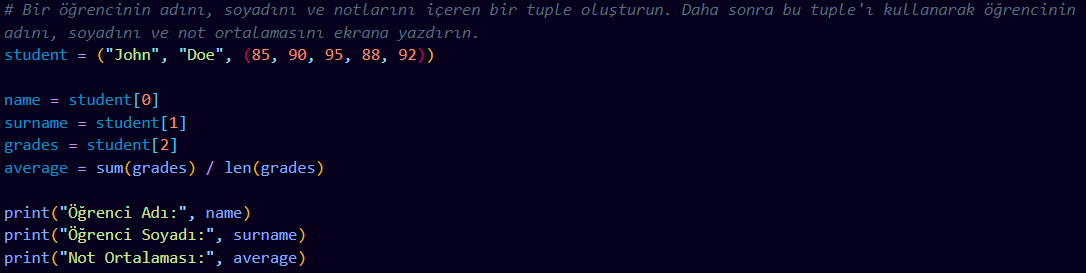 # Bir öğrencinin adını, soyadını ve notlarını içeren bir tuple oluşturun. Daha sonra bu tuple'ı kullanarak öğrencinin
adını, soyadını ve not ortalamasını ekrana yazdırın.
student = ("John", "Doe", (85, 90, 95, 88, 92))
name = student[0]
surname = student[1]
grades = student[2]
average = sum(grades) / len(grades)
print("Öğrenci Adı:", name)
print("Öğrenci Soyadı:", surname)
print("Not Ortalaması:", average)